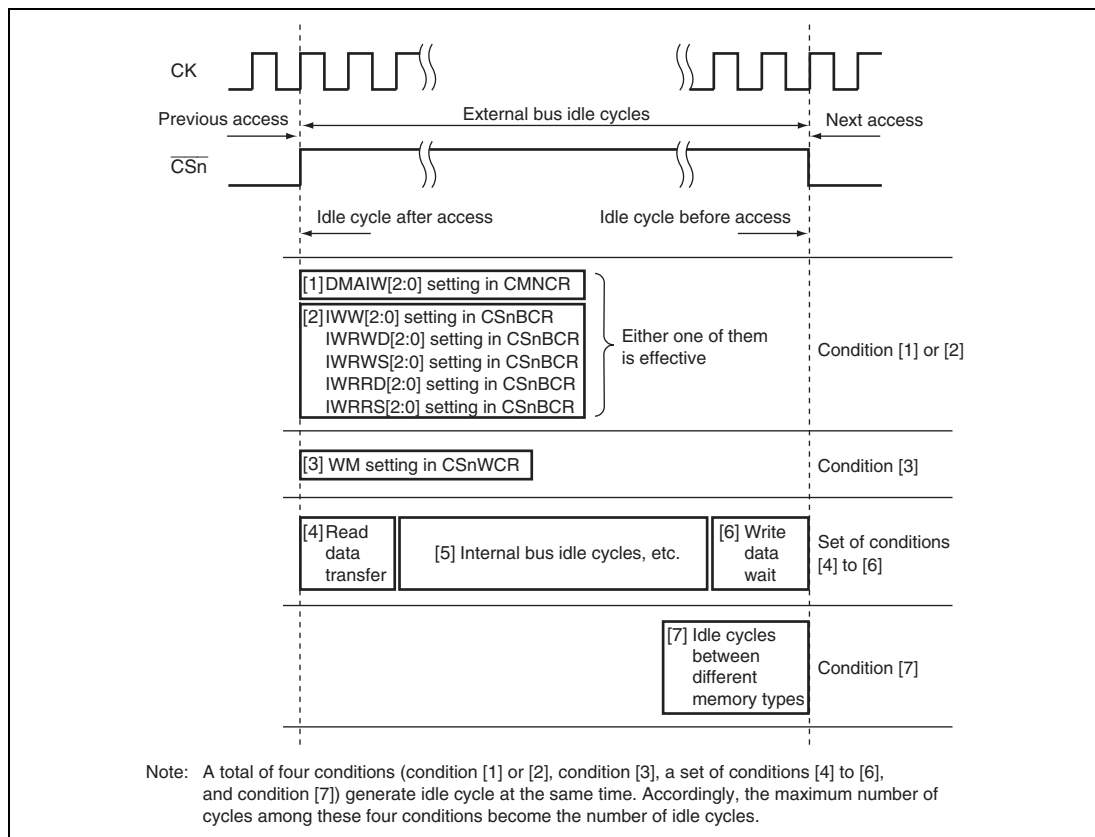 CK
Previous access
External bus idle cycles
Next access
CSn
Idle cycle after access
Idle cycle before access
[1] DMAIW[2:0] setting in CMNCR
[2] IWW[2:0] setting in CSnBCR
IWRWD[2:0] setting in CSnBCR
IWRWS[2:0] setting in CSnBCR
IWRRD[2:0] setting in CSnBCR
IWRRS[2:0] setting in CSnBCR
Either one of them
is effective
Condition [1] or [2]
[3] WM setting in CSnWCR
Condition [3]
[4] Read
data
transfer
[5] Internal bus idle cycles, etc.
[6] Write
data
wait
Set of conditions
[4] to [6]
[7] Idle cycles
between
different
memory types
Condition [7]
Note: A total of four conditions (condition [1] or [2], condition [3], a set of conditions [4] to [6],
and condition [7]) generate idle cycle at the same time. Accordingly, the maximum number of
cycles among these four conditions become the number of idle cycles.